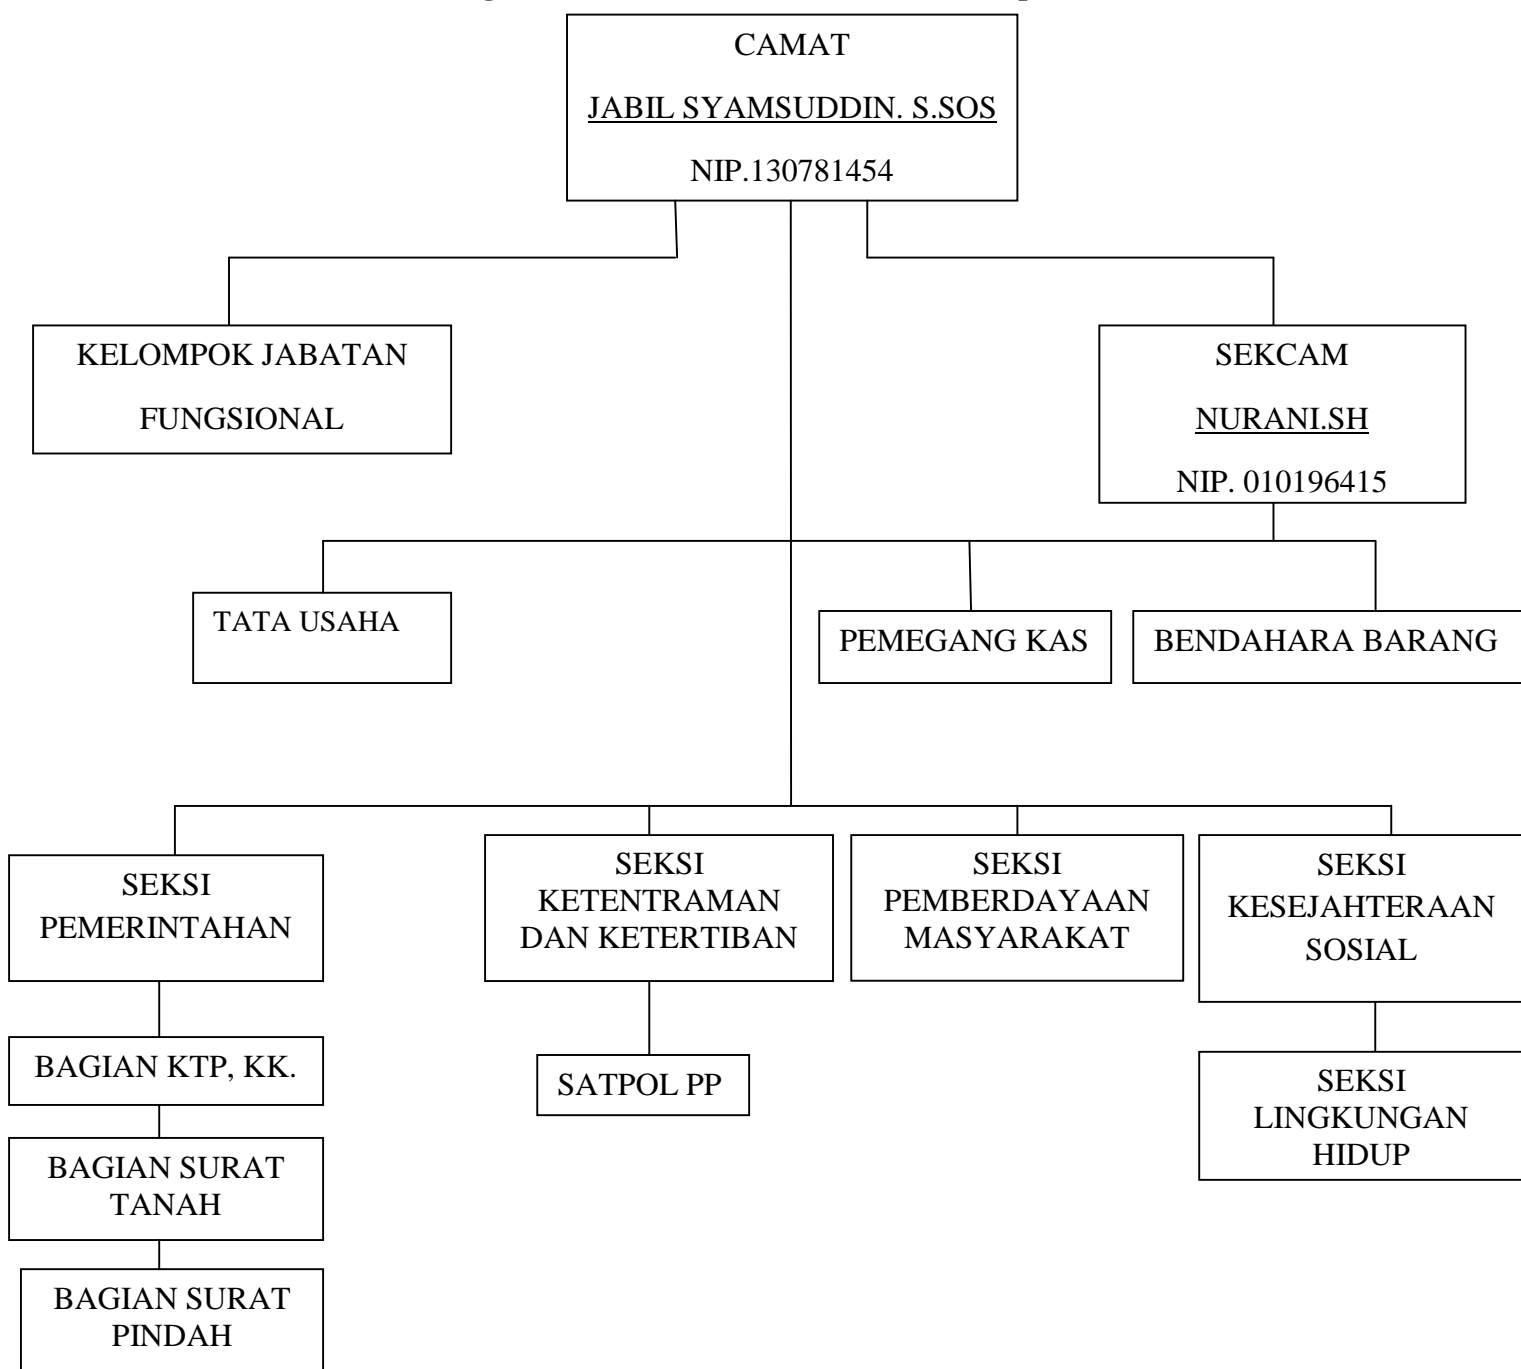 CAMAT
JABIL SYAMSUDDIN. S.SOS
NIP.130781454
KELOMPOK JABATAN
FUNGSIONAL
SEKCAM
NURANI.SH
NIP. 010196415
TATA USAHA
PEMEGANG KAS
BENDAHARA BARANG
SEKSI
PEMERINTAHAN
SEKSI
KETENTRAMAN
DAN KETERTIBAN
SEKSI
PEMBERDAYAAN
MASYARAKAT
SEKSI
KESEJAHTERAAN
SOSIAL
BAGIAN KTP, KK.
SATPOL PP
SEKSI
LINGKUNGAN
HIDUP
BAGIAN SURAT
TANAH
BAGIAN SURAT
PINDAH